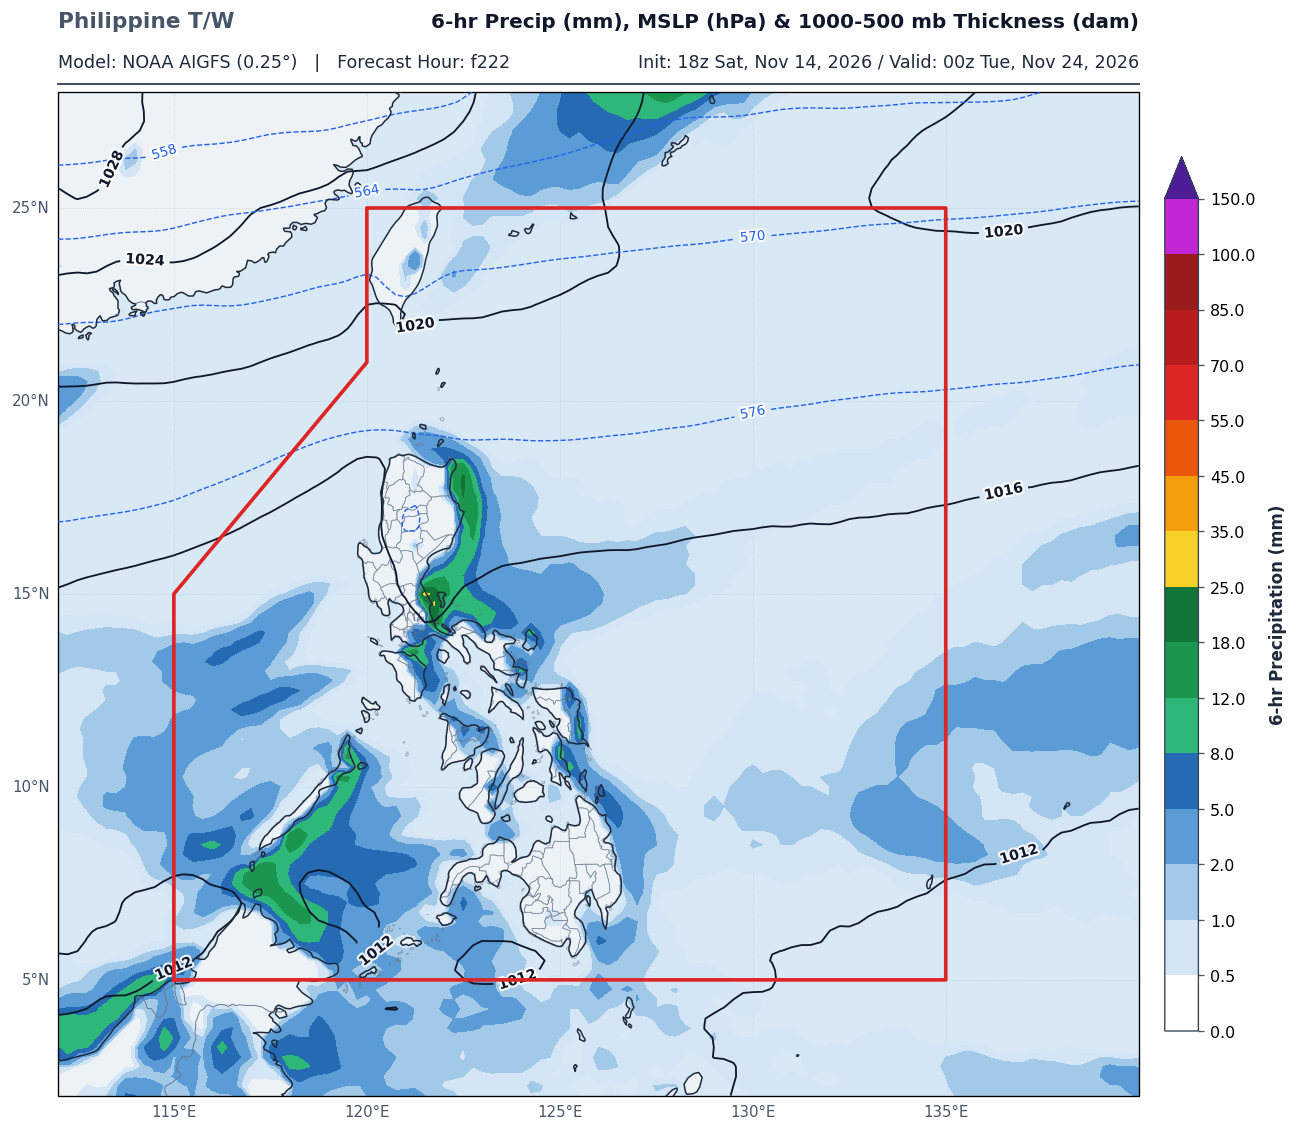 Philippine T/W
6-hr Precip (mm), MSLP (hPa) & 1000-500 mb Thickness (dam)
Model: NOAA AIGFS (0.25°) | Forecast Hour: f222
Init: 18z Sat, Nov 14, 2026 / Valid: 00z Tue, Nov 24, 2026
1028
558
564
25°N
570
1020
1024
1020
20°N
576
1016
15°N
10°N
1012
1012
1012
1012
5°N
115°E
120°E
125°E
130°E
135°E
150.0
100.0
85.0
70.0
55.0
45.0
35.0
25.0
18.0
12.0
8.0
5.0
2.0
1.0
0.5
0.0
6-hr Precipitation (mm)